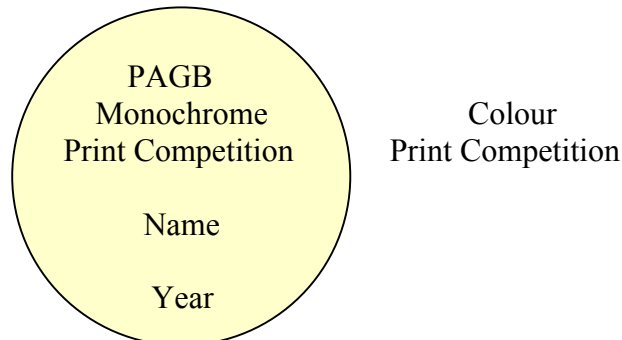 PAGB
Monochrome
Print Competition
Name
Year
Colour
Print Competition